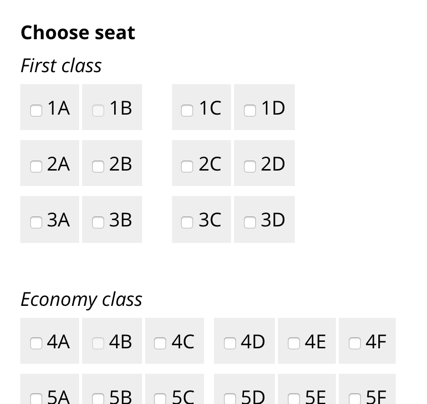 Choose seat
First class
1A 1B 1C 1D
2A 2B 2C 2D
3A 3B 3C 3D
Economy class
4A 4B 4C 4D 4E 4F
5A 5B 5C 5D 5E 5F